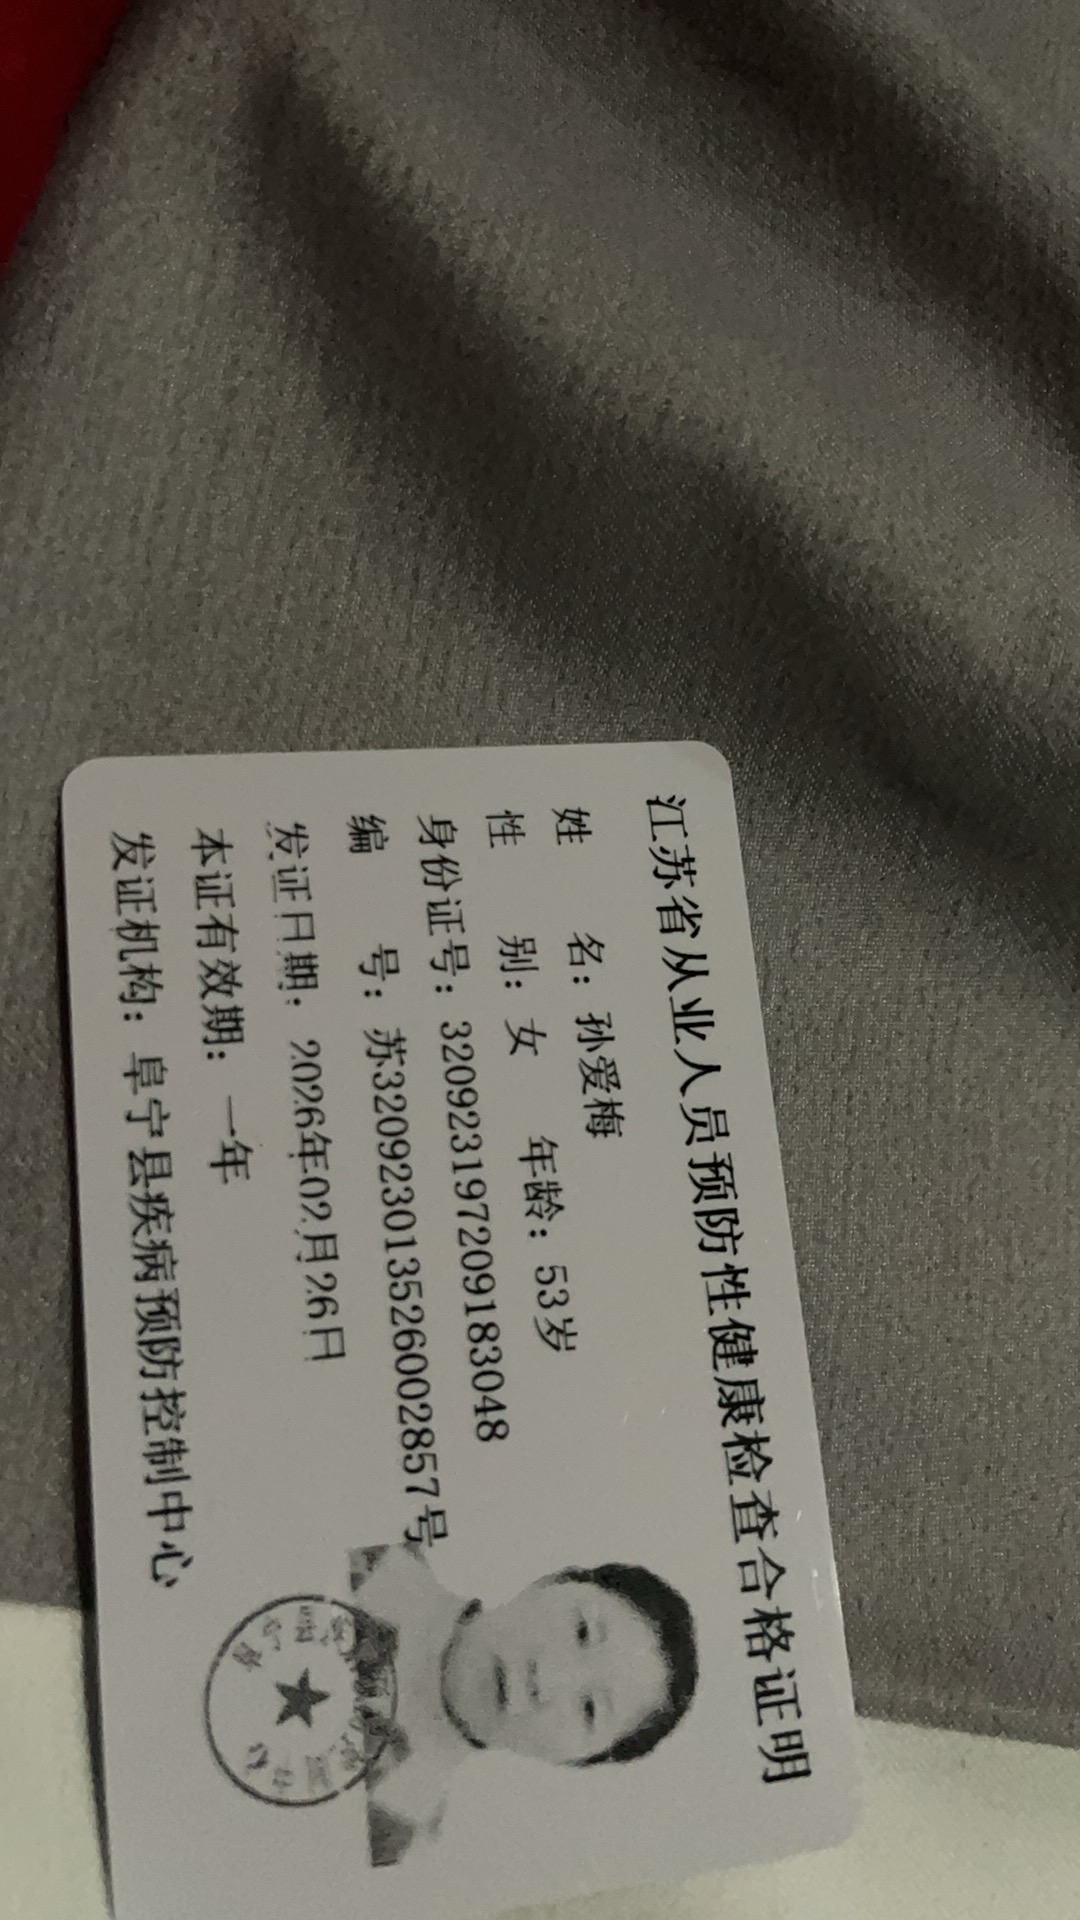 江苏省从业人员预防性健康检查合格证明
姓 名：孙爱梅
性 别：女 年龄：53岁
身份证号：320923197209183048
编 号：苏320923013526002857号
发证日期：2026年02月26日
本证有效期：一年
发证机构：阜宁县疾病预防控制中心